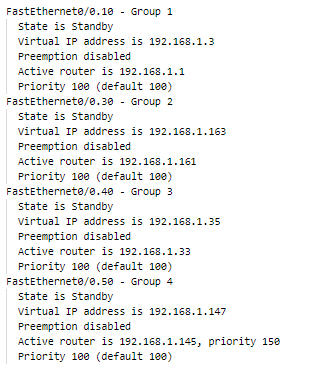 FastEthernet0/0.10 - Group 1
State is Standby
Virtual IP address is 192.168.1.3
Preemption disabled
Active router is 192.168.1.1
Priority 100 (default 100)
FastEthernet0/0.30 - Group 2
State is Standby
Virtual IP address is 192.168.1.163
Preemption disabled
Active router is 192.168.1.161
Priority 100 (default 100)
FastEthernet0/0.40 - Group 3
State is Standby
Virtual IP address is 192.168.1.35
Preemption disabled
Active router is 192.168.1.33
Priority 100 (default 100)
FastEthernet0/0.50 - Group 4
State is Standby
Virtual IP address is 192.168.1.147
Preemption disabled
Active router is 192.168.1.145, priority 150
Priority 100 (default 100)